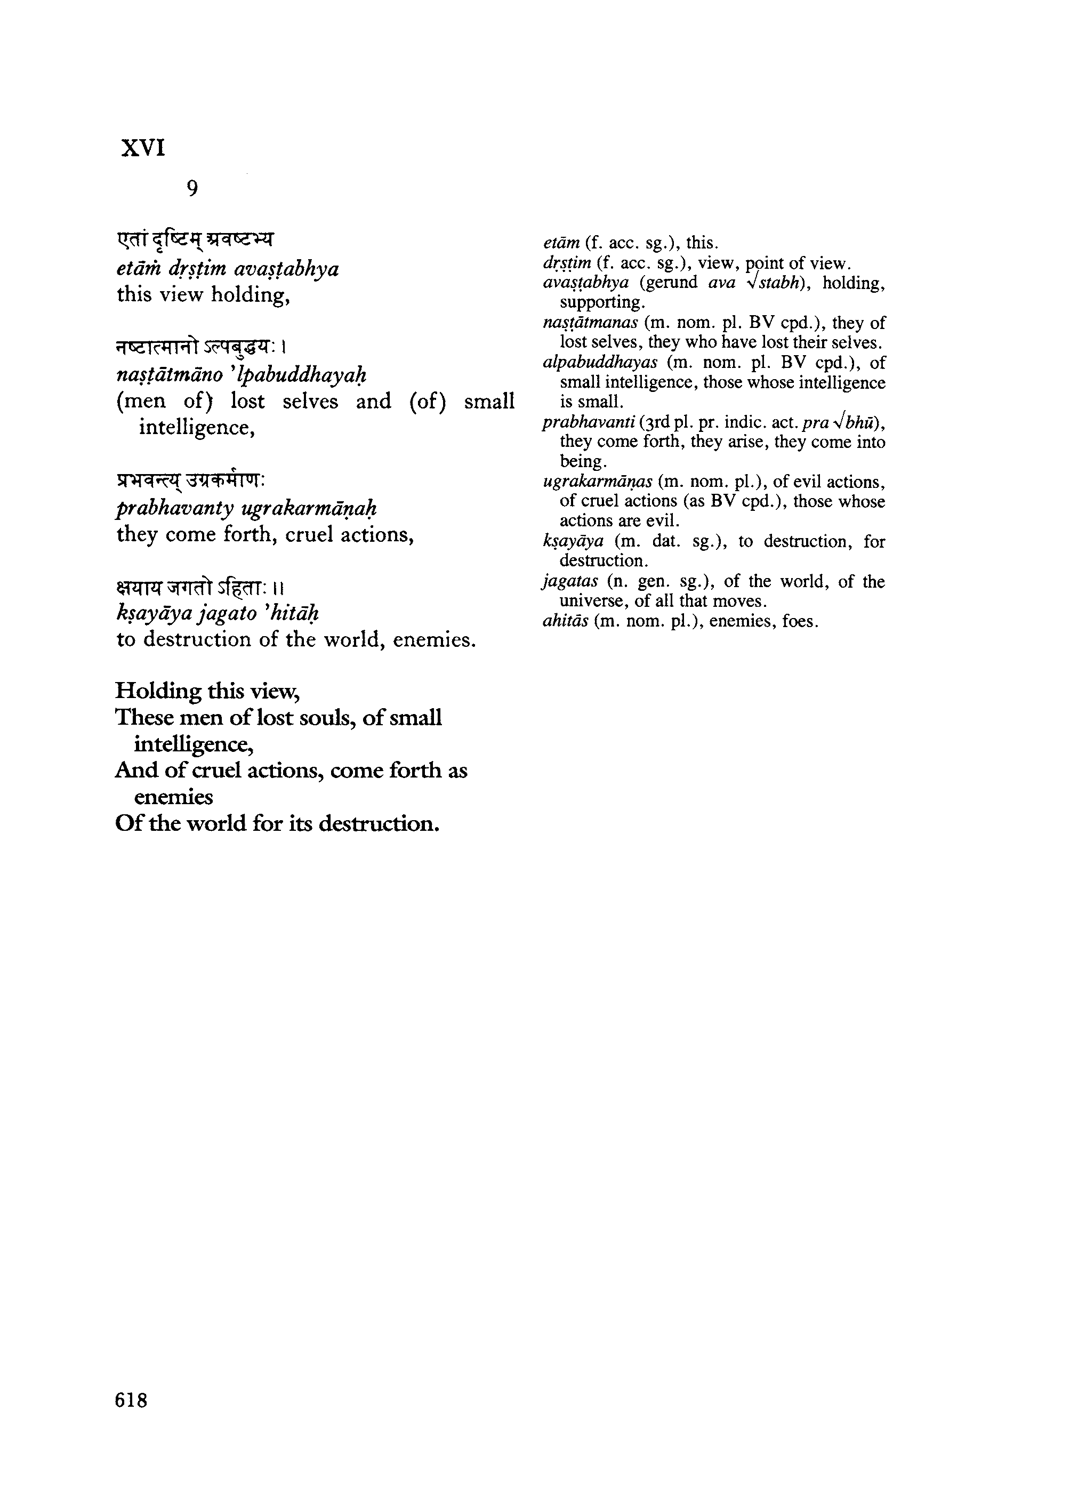 XVI
9
एतां दृष्टिम् अवष्टभ्य
etāṁ dṛṣṭim avaṣṭabhya
this view holding,
नष्टात्मानो ऽल्पबुद्धयः ।
naṣṭātmāno 'lpabuddhayaḥ
(men of) lost selves and (of) small
intelligence,
प्रभवन्त्य् उग्रकर्माणः
prabhavanty ugrakarmāṇaḥ
they come forth, cruel actions,
क्षयाय जगतो ऽहिताः ।।
kṣayāya jagato 'hitāḥ
to destruction of the world, enemies.
Holding this view,
These men of lost souls, of small
intelligence,
And of cruel actions, come forth as
enemies
Of the world for its destruction.
etām (f. acc. sg.), this.
dṛṣṭim (f. acc. sg.), view, point of view.
avaṣṭabhya (gerund ava √stabh), holding,
supporting.
naṣṭātmanas (m. nom. pl. BV cpd.), they of
lost selves, they who have lost their selves.
alpabuddhayas (m. nom. pl. BV cpd.), of
small intelligence, those whose intelligence
is small.
prabhavanti (3rd pl. pr. indic. act. pra √bhū),
they come forth, they arise, they come into
being.
ugrakarmāṇas (m. nom. pl.), of evil actions,
of cruel actions (as BV cpd.), those whose
actions are evil.
kṣayāya (m. dat. sg.), to destruction, for
destruction.
jagatas (n. gen. sg.), of the world, of the
universe, of all that moves.
ahitās (m. nom. pl.), enemies, foes.
618